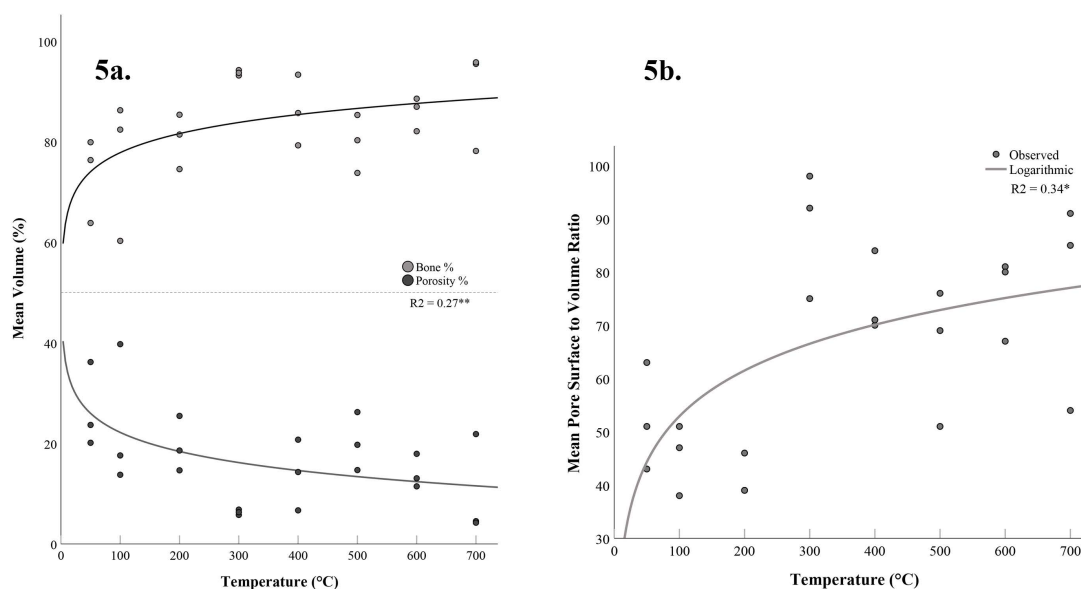 5a.
Mean Volume (%)
100
80
60
40
20
0
Bone %
Porosity %
R2 = 0.27**
0 100 200 300 400 500 600 700
Temperature (°C)
5b.
Mean Pore Surface to Volume Ratio
100
90
80
70
60
50
40
30
Observed
Logarithmic
R2 = 0.34*
0 100 200 300 400 500 600 700
Temperature (°C)